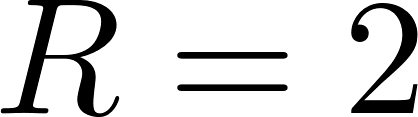 R = 2